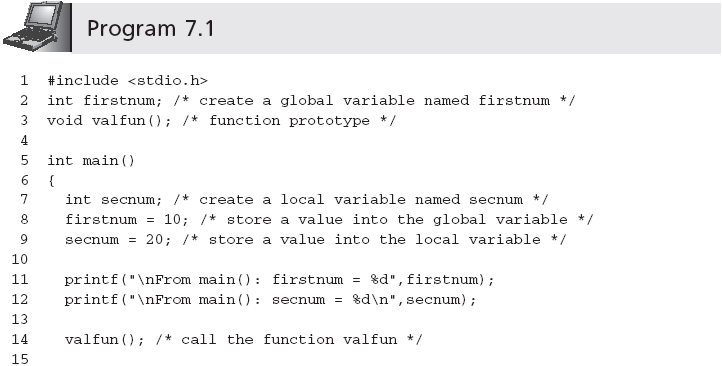 Program 7.1
1 #include <stdio.h>
2 int firstnum; /* create a global variable named firstnum */
3 void valfun(); /* function prototype */
4
5 int main()
6 {
7   int secnum; /* create a local variable named secnum */
8   firstnum = 10; /* store a value into the global variable */
9   secnum = 20; /* store a value into the local variable */
10
11   printf("\nFrom main(): firstnum = %d",firstnum);
12   printf("\nFrom main(): secnum = %d\n",secnum);
13
14   valfun(); /* call the function valfun */
15